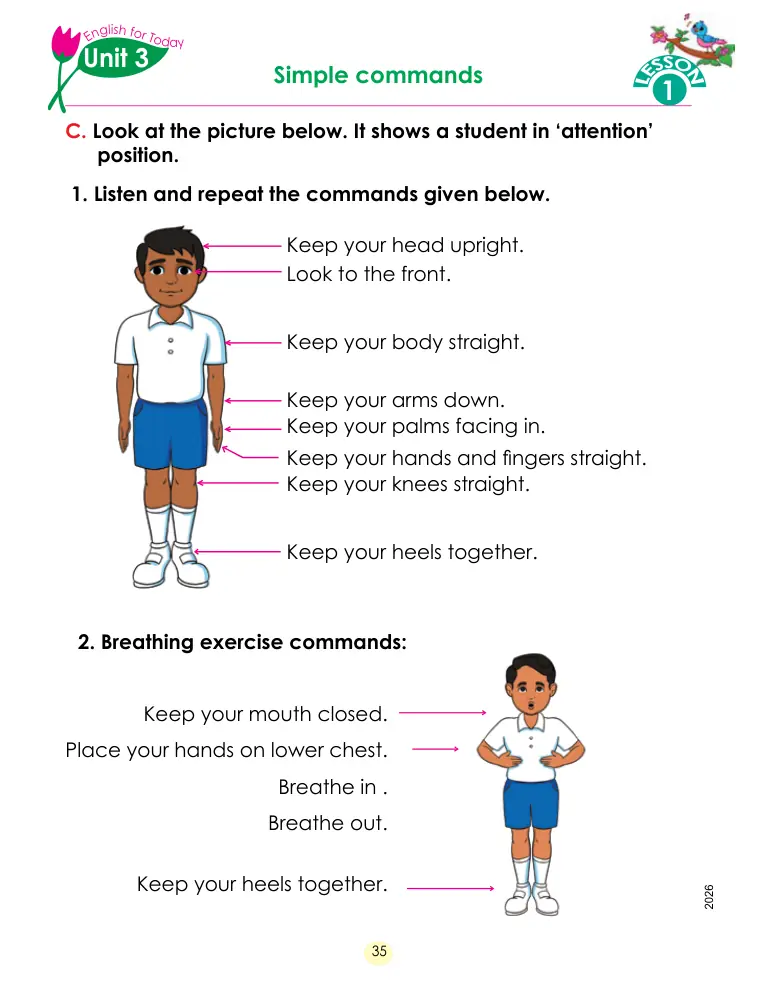 English for Today
Unit 3
Simple commands
LESSON
1
C. Look at the picture below. It shows a student in ‘attention’
position.
1. Listen and repeat the commands given below.
Keep your head upright.
Look to the front.
Keep your body straight.
Keep your arms down.
Keep your palms facing in.
Keep your hands and fingers straight.
Keep your knees straight.
Keep your heels together.
2. Breathing exercise commands:
Keep your mouth closed.
Place your hands on lower chest.
Breathe in .
Breathe out.
Keep your heels together.
2026
35